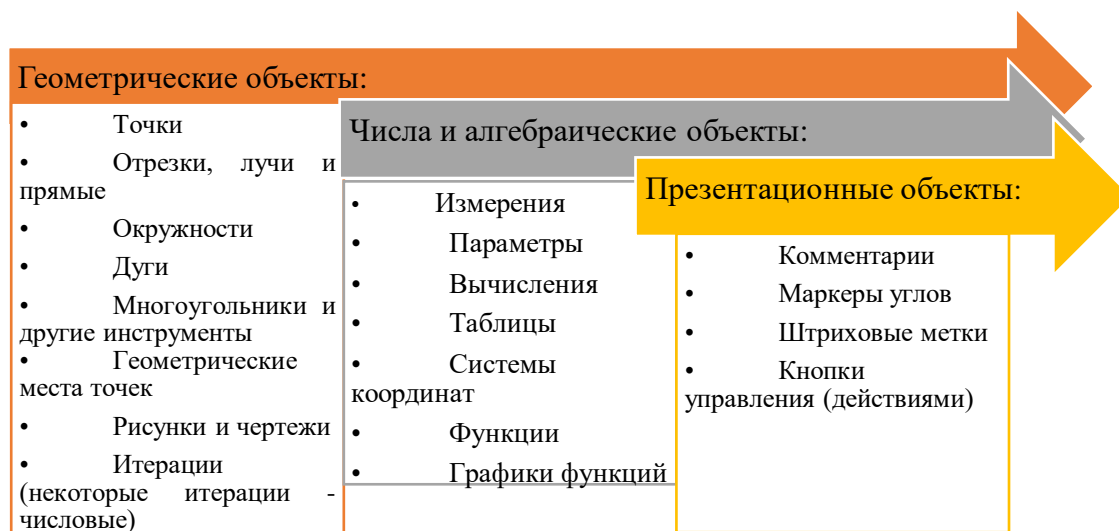 Геометрические объекты:
• Точки
• Отрезки, лучи и
прямые
• Окружности
• Дуги
• Многоугольники и
другие инструменты
• Геометрические
места точек
• Рисунки и чертежи
• Итерации
(некоторые итерации -
числовые)
Числа и алгебраические объекты:
• Измерения
• Параметры
• Вычисления
• Таблицы
• Системы
координат
• Функции
• Графики функций
Презентационные объекты:
• Комментарии
• Маркеры углов
• Штриховые метки
• Кнопки
управления (действиями)